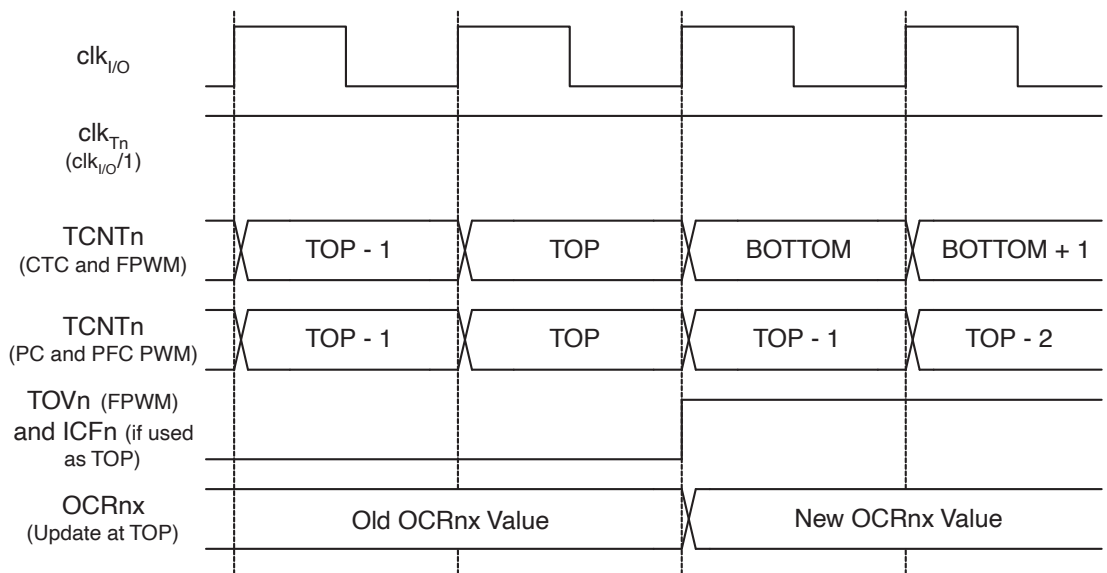 clkI/O
clkTn
(clkI/O/1)
TCNTn
(CTC and FPWM)
TOP - 1
TOP
BOTTOM
BOTTOM + 1
TCNTn
(PC and PFC PWM)
TOP - 1
TOP
TOP - 1
TOP - 2
TOVn (FPWM)
and ICFn (if used
as TOP)
OCRnx
(Update at TOP)
Old OCRnx Value
New OCRnx Value